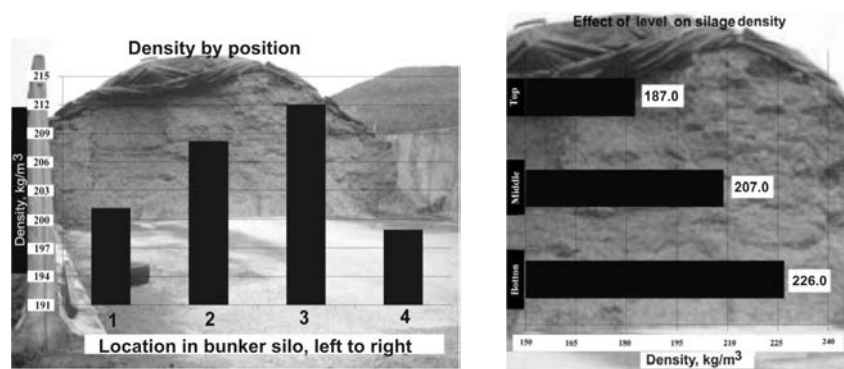 Density by position
215
212
209
206
203
200
197
194
191
Density, kg/m³
1 2 3 4
Location in bunker silo, left to right
Effect of level on silage density
Top
187.0
Middle
207.0
Botton
226.0
150 165 180 195 210 225 240
Density, kg/m³